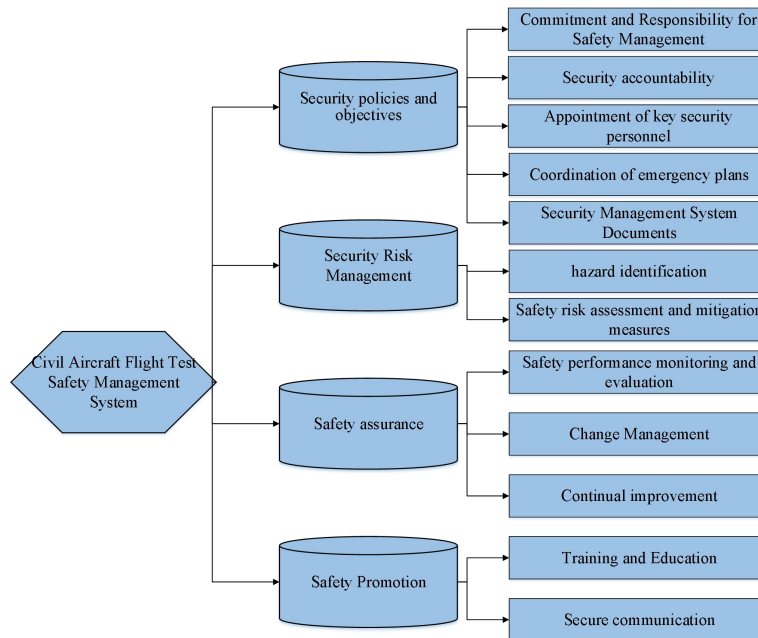 Civil Aircraft Flight Test
Safety Management
System
Security policies and
objectives
Commitment and Responsibility for
Safety Management
Security accountability
Appointment of key security
personnel
Coordination of emergency plans
Security Management System
Documents
Security Risk
Management
hazard identification
Safety risk assessment and mitigation
measures
Safety assurance
Safety performance monitoring and
evaluation
Change Management
Continual improvement
Safety Promotion
Training and Education
Secure communication